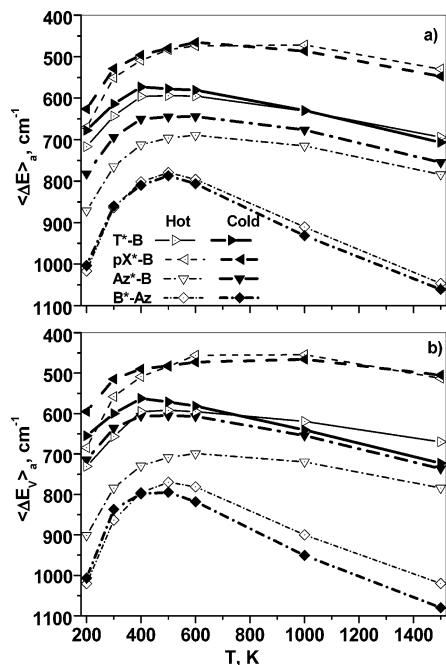 400
a)
500
600
700
<ΔE>a, cm-1
800
900
1000
1100
Hot Cold
T*-B
pX*-B
Az*-B
B*-Az
b)
400
500
600
700
<ΔEV>a, cm-1
800
900
1000
1100
200 400 600 800 1000 1200 1400
T, K